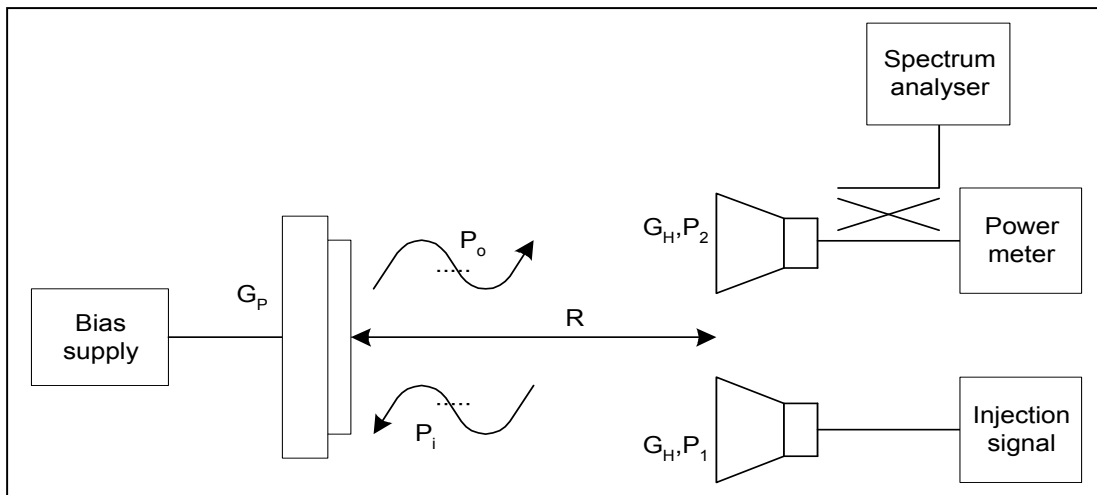 Spectrum
analyser
P_o
G_H,P_2
Power
meter
G_P
Bias
supply
R
P_i
G_H,P_1
Injection
signal